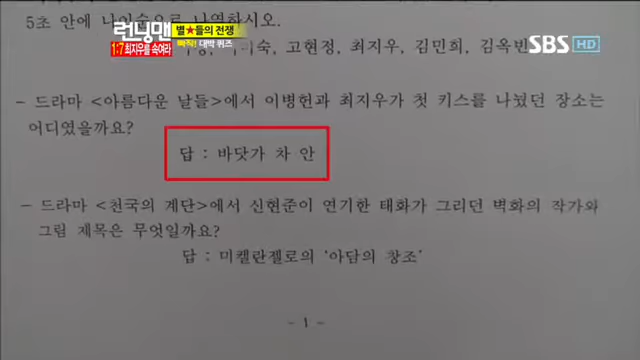 5초 안에 나이순으로 나열하시오.
런닝맨 별★들의 전쟁
1:7 최지우를 속여라 대박 퀴즈
SBS HD
고현정, 최지우, 김민희, 김옥빈
- 드라마 <아름다운 날들>에서 이병헌과 최지우가 첫 키스를 나눴던 장소는
어디였을까요?
답 : 바닷가 차 안
- 드라마 <천국의 계단>에서 신현준이 연기한 태화가 그리던 벽화의 작가와
그림 제목은 무엇일까요?
답 : 미켈란젤로의 '아담의 창조'
- 1 -